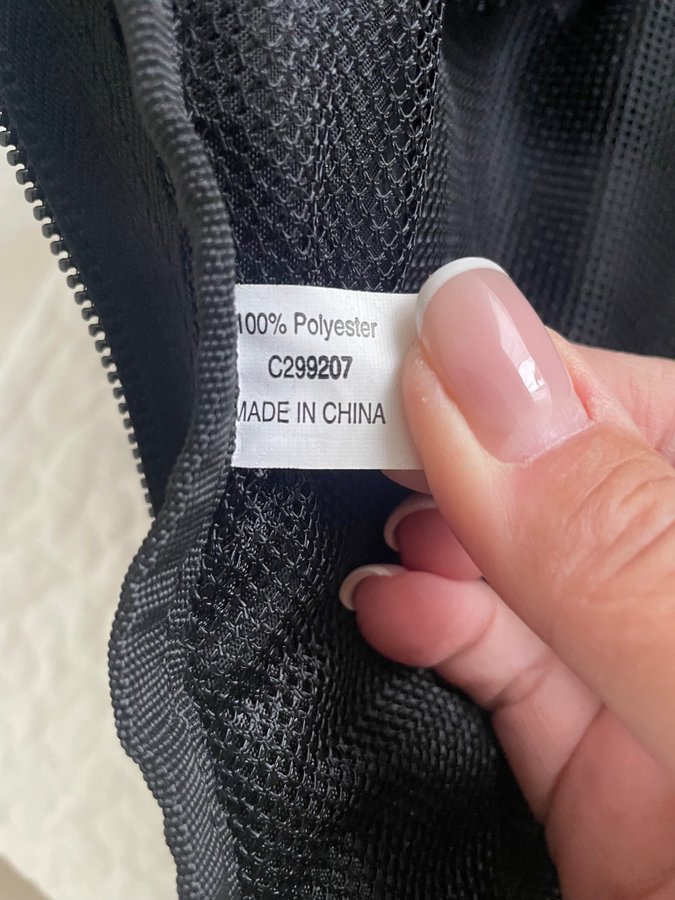 100% Polyester
C299207
MADE IN CHINA